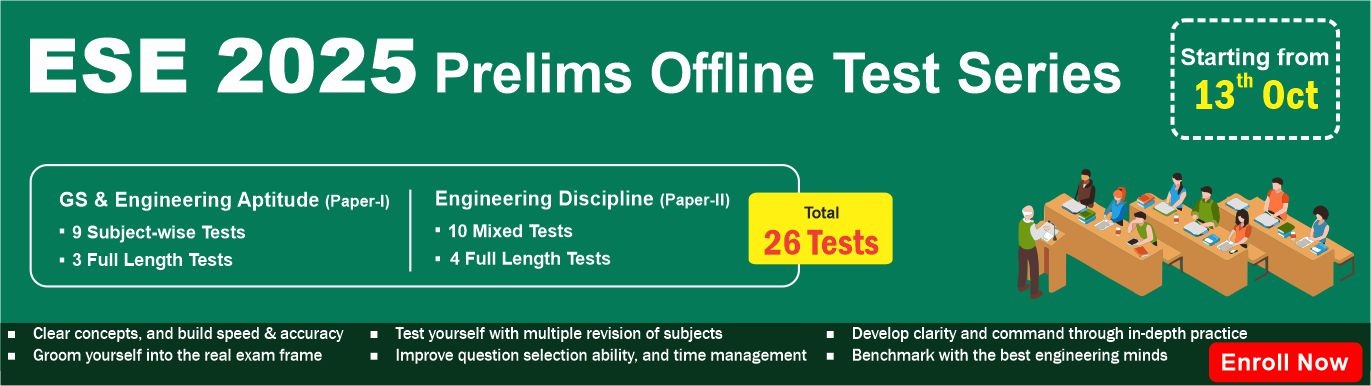 ESE 2025 Prelims Offline Test Series
Starting from
13th Oct
GS & Engineering Aptitude (Paper-I)
▪ 9 Subject-wise Tests
▪ 3 Full Length Tests
Engineering Discipline (Paper-II)
▪ 10 Mixed Tests
▪ 4 Full Length Tests
Total
26 Tests
▪ Clear concepts, and build speed & accuracy
▪ Groom yourself into the real exam frame
▪ Test yourself with multiple revision of subjects
▪ Improve question selection ability, and time management
▪ Develop clarity and command through in-depth practice
▪ Benchmark with the best engineering minds
Enroll Now